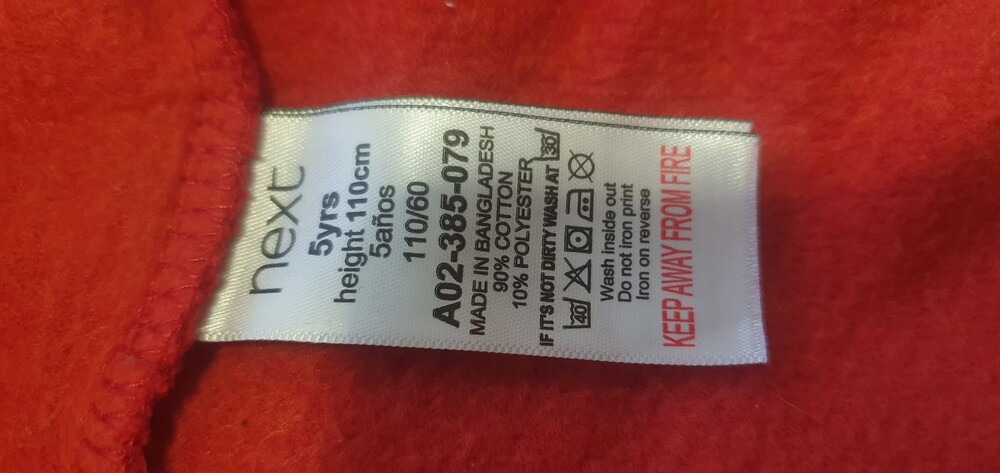 next
5yrs
height 110cm
5años
110/60
A02-385-079
MADE IN BANGLADESH
90% COTTON
10% POLYESTER
IF IT'S NOT DIRTY WASH AT 30
40
Wash inside out
Do not iron print
Iron on reverse
KEEP AWAY FROM FIRE